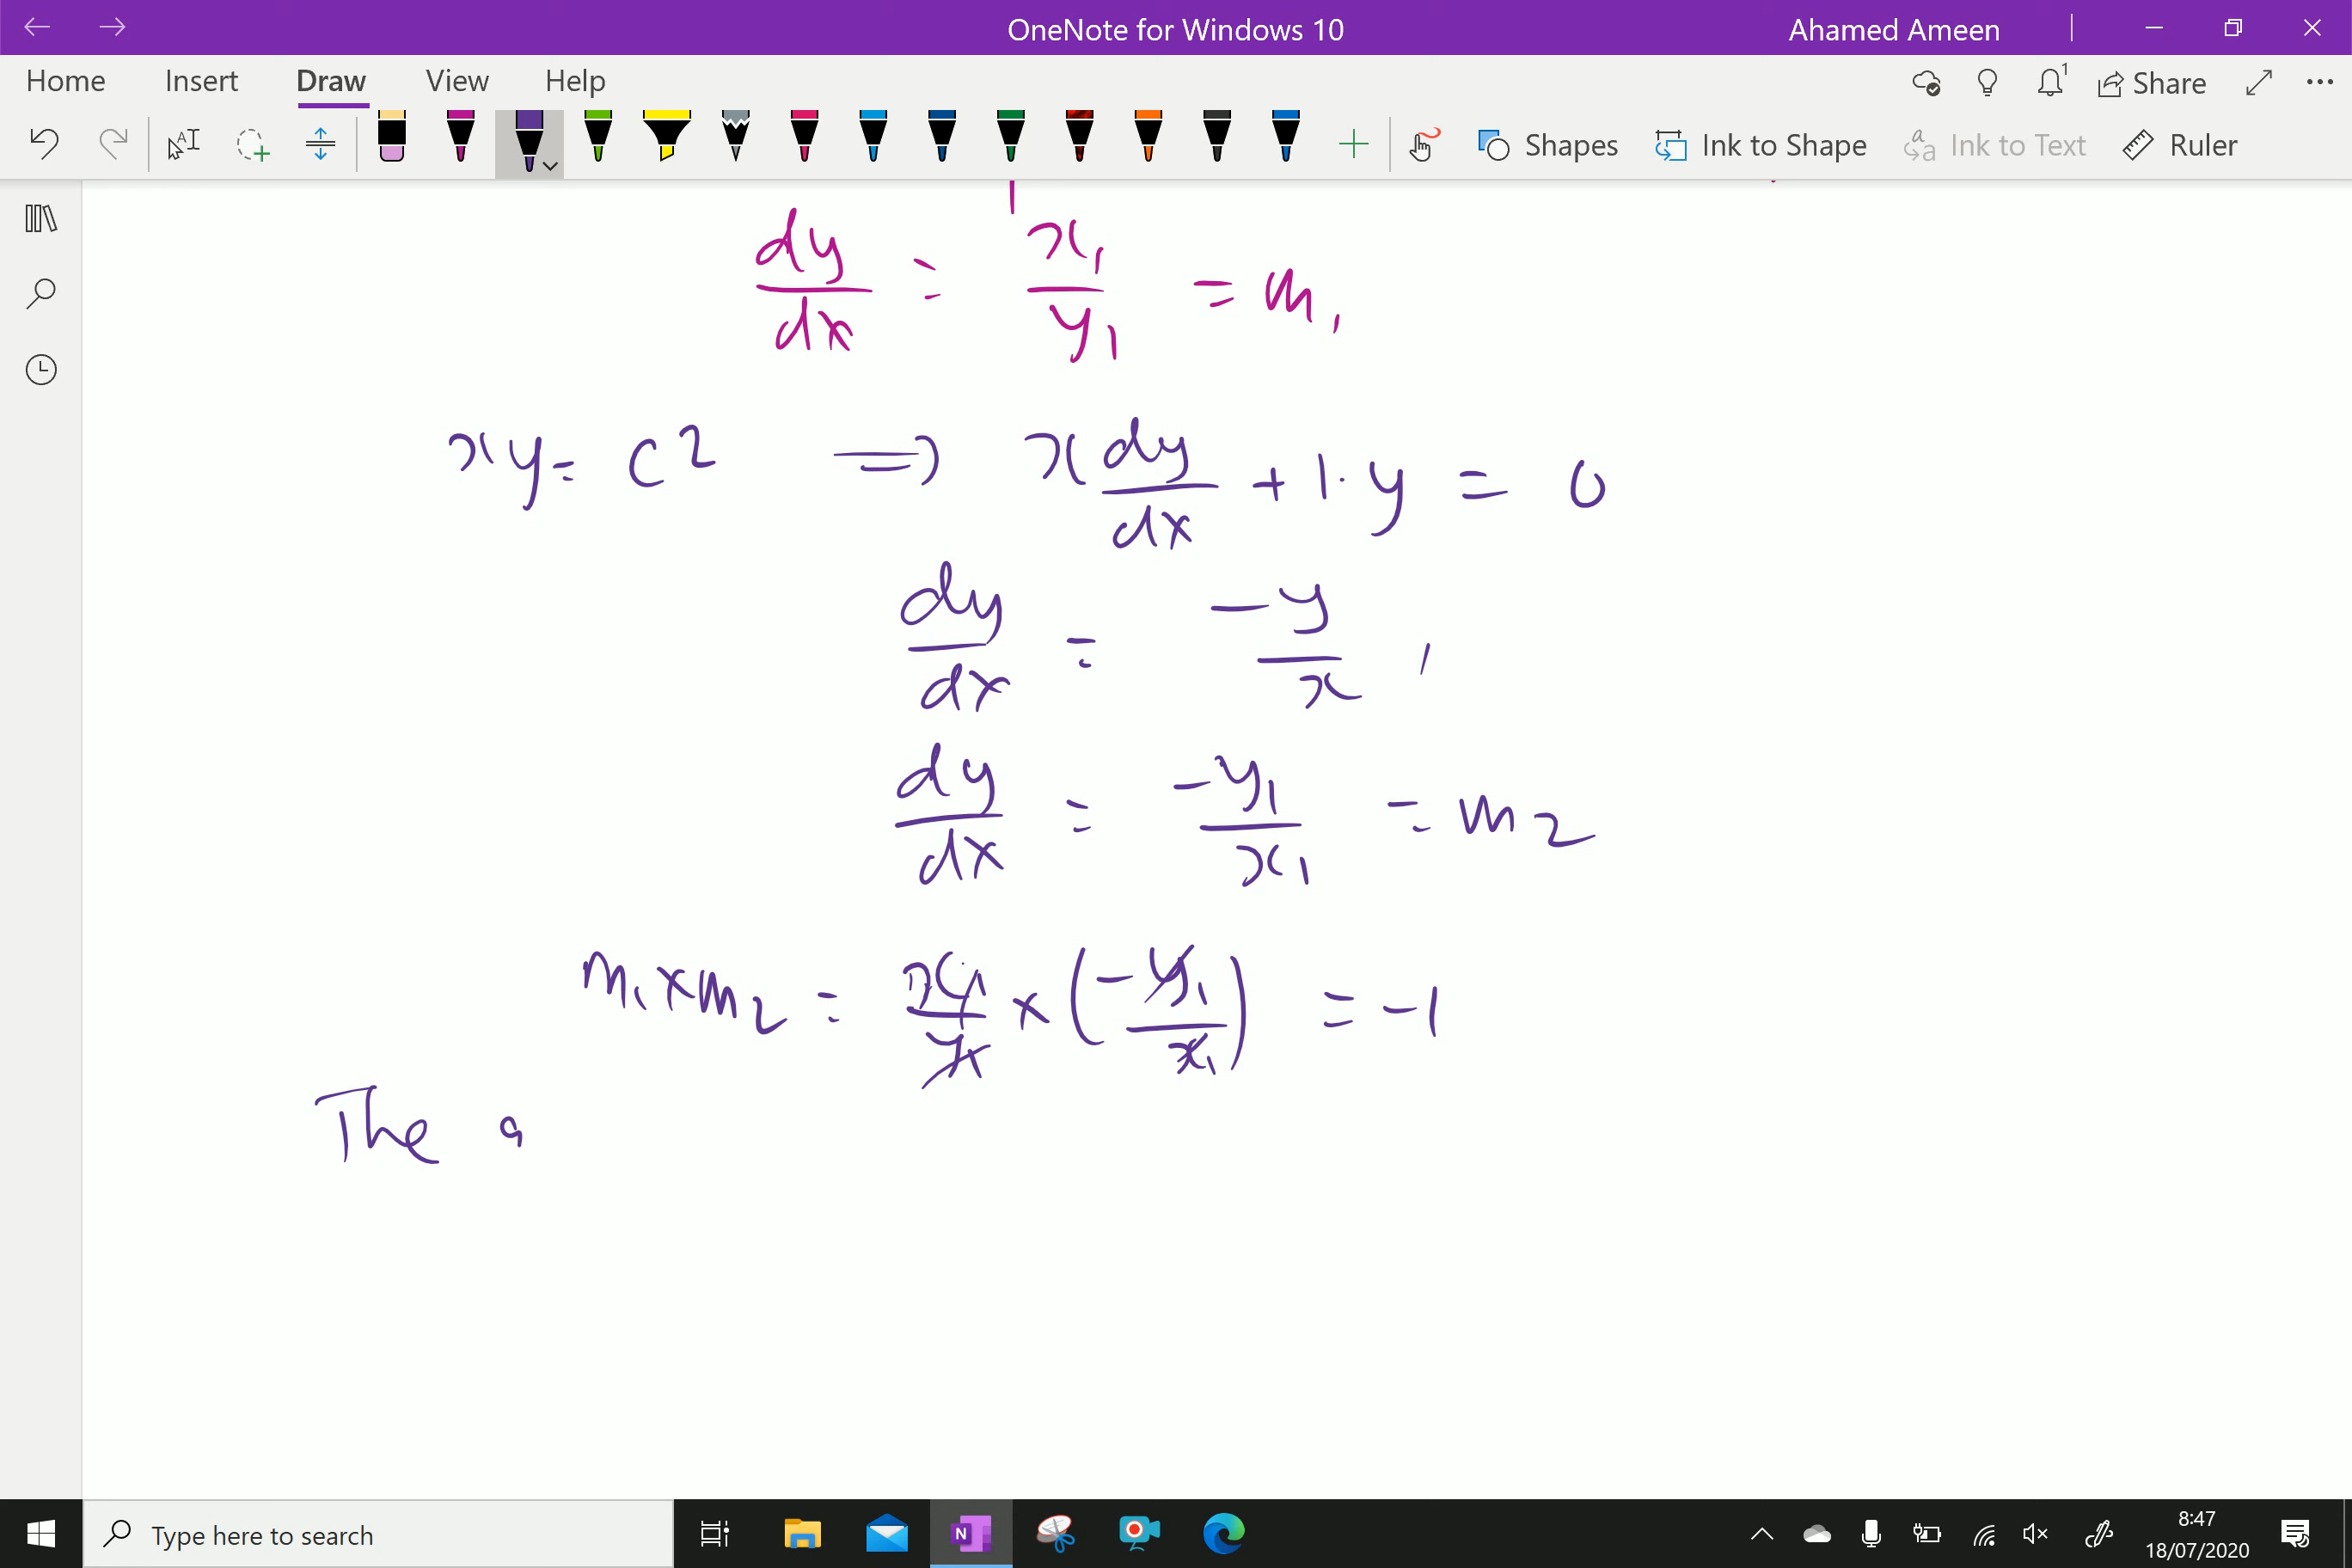 OneNote for Windows 10 Ahamed Ameen
Home Insert Draw View Help 1 Share
Shapes Ink to Shape Ink to Text Ruler
dy/dx = x₁/y₁ = m₁
xy = c² ⟹ x dy/dx + 1·y = 0
dy/dx = -y/x,
dy/dx = -y₁/x₁ = m₂
m₁ × m₂ = x₁/y₁ × (-y₁/x₁) = -1
The
Type here to search
8:47
18/07/2020